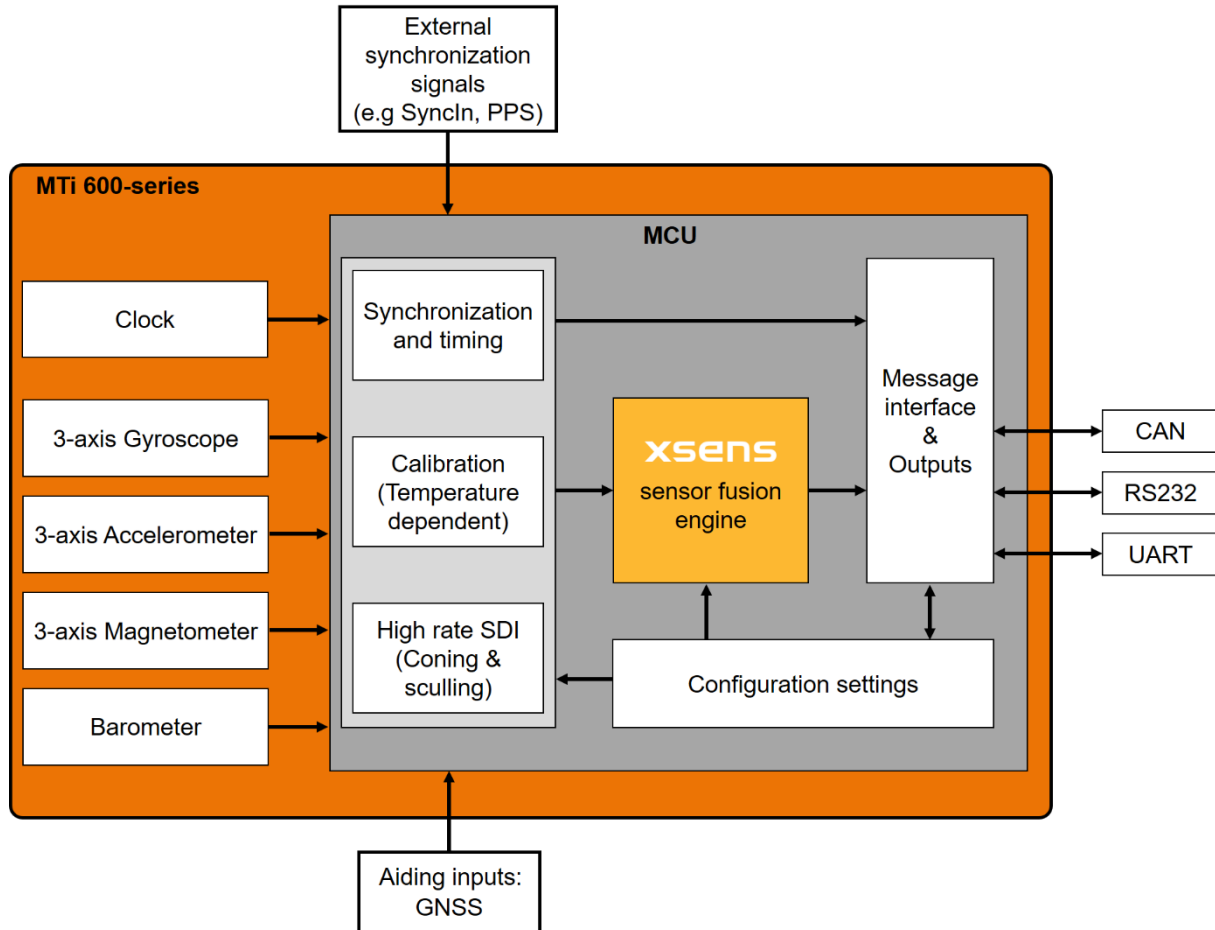 External
synchronization
signals
(e.g SyncIn, PPS)
MTi 600-series
MCU
Clock
3-axis Gyroscope
3-axis Accelerometer
3-axis Magnetometer
Barometer
Synchronization
and timing
Calibration
(Temperature
dependent)
High rate SDI
(Coning &
sculling)
xsens
sensor fusion
engine
Message
interface
&
Outputs
Configuration settings
CAN
RS232
UART
Aiding inputs:
GNSS